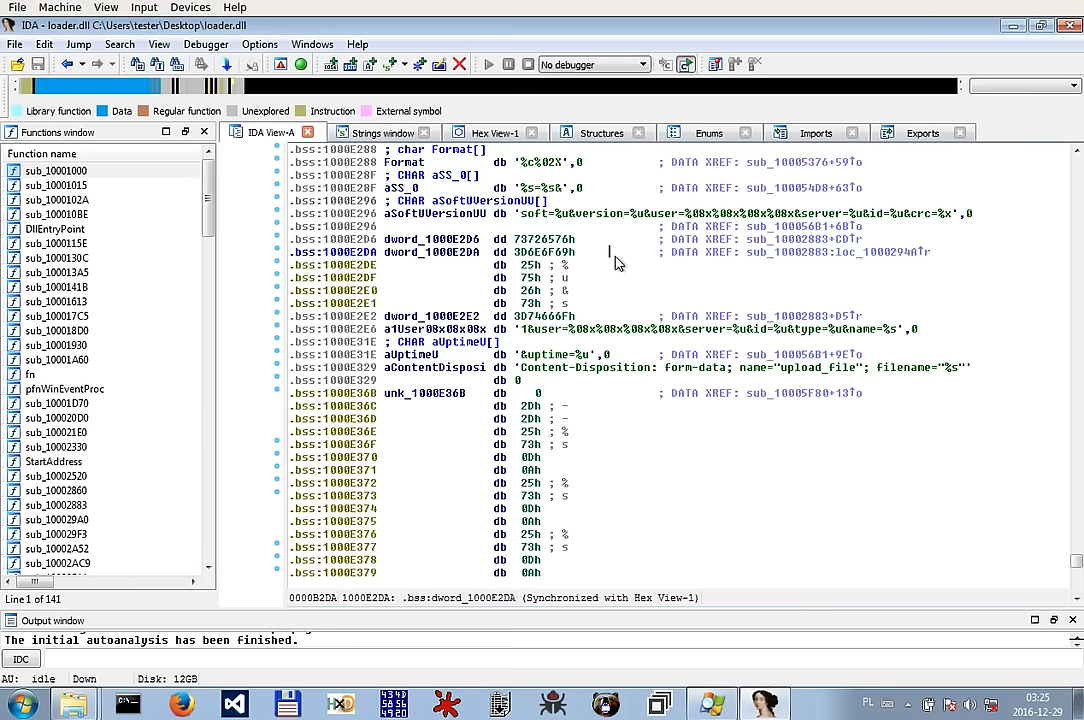 File Machine View Input Devices Help
IDA - loader.dll C:\Users\tester\Desktop\loader.dll
File Edit Jump Search View Debugger Options Windows Help
No debugger
Library function Data Regular function Unexplored Instruction External symbol
Functions window
IDA View-A Strings window Hex View-1 Structures Enums Imports Exports
Function name
sub_10001000
sub_10001015
sub_1000102A
sub_100010BE
DllEntryPoint
sub_1000115E
sub_1000130C
sub_100013A5
sub_1000141B
sub_10001613
sub_100017C5
sub_100018D0
sub_10001930
sub_10001A60
fn
pfnWinEventProc
sub_10001D70
sub_100020D0
sub_100021E0
sub_10002330
StartAddress
sub_10002520
sub_10002860
sub_10002883
sub_100029A0
sub_100029F3
sub_10002A52
sub_10002AC9
Line 1 of 141
.bss:1000E288 ; char Format[]
.bss:1000E288 Format db '%c%02X',0 ; DATA XREF: sub_10005376+59↑o
.bss:1000E28F ; CHAR aSS_0[]
.bss:1000E28F aSS_0 db '%s=%s&',0 ; DATA XREF: sub_100054D8+63↑o
.bss:1000E296 ; CHAR aSoftUVersionUU[]
.bss:1000E296 aSoftUVersionUU db 'soft=%u&version=%u&user=%08x%08x%08x%08x&server=%u&id=%u&crc=%x',0
.bss:1000E296 ; DATA XREF: sub_100056B1+6B↑o
.bss:1000E2D6 dword_1000E2D6 dd 73726576h ; DATA XREF: sub_10002883+CD↑r
.bss:1000E2DA dword_1000E2DA dd 3D6E6F69h ; DATA XREF: sub_10002883:loc_1000294A↑r
.bss:1000E2DE db 25h ; %
.bss:1000E2DF db 75h ; u
.bss:1000E2E0 db 26h ; &
.bss:1000E2E1 db 73h ; s
.bss:1000E2E2 dword_1000E2E2 dd 3D74666Fh ; DATA XREF: sub_10002883+D5↑r
.bss:1000E2E6 a1User08x08x08x db '1&user=%08x%08x%08x%08x&server=%u&id=%u&type=%u&name=%s',0
.bss:1000E31E ; CHAR aUptimeU[]
.bss:1000E31E aUptimeU db '&uptime=%u',0 ; DATA XREF: sub_100056B1+9E↑o
.bss:1000E329 aContentDisposi db 'Content-Disposition: form-data; name="upload_file"; filename="%s"'
.bss:1000E329 db 0
.bss:1000E36B unk_1000E36B db 0 ; DATA XREF: sub_10005F80+13↑o
.bss:1000E36C db 2Dh ; -
.bss:1000E36D db 2Dh ; -
.bss:1000E36E db 25h ; %
.bss:1000E36F db 73h ; s
.bss:1000E370 db 0Dh
.bss:1000E371 db 0Ah
.bss:1000E372 db 25h ; %
.bss:1000E373 db 73h ; s
.bss:1000E374 db 0Dh
.bss:1000E375 db 0Ah
.bss:1000E376 db 25h ; %
.bss:1000E377 db 73h ; s
.bss:1000E378 db 0Dh
.bss:1000E379 db 0Ah
0000B2DA 1000E2DA: .bss:dword_1000E2DA (Synchronized with Hex View-1)
Output window
The initial autoanalysis has been finished.
IDC
AU: idle Down Disk: 12GB
PL
03:25
2016-12-29